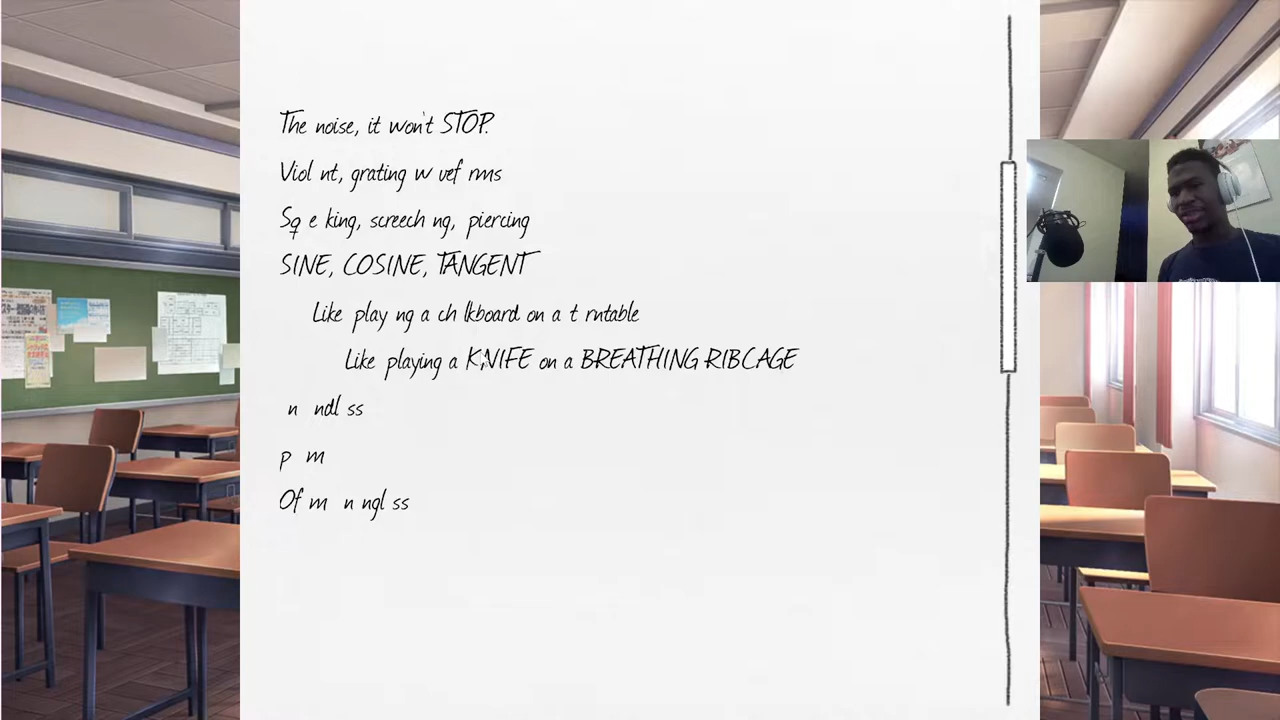 The noise, it won't STOP.
Viol nt, grating w vef rms
Sq e king, screech ng, piercing
SINE, COSINE, TANGENT
Like play ng a ch lkboard on a t rntable
Like playing a KNIFE on a BREATHING RIBCAGE
n ndl ss
p m
Of m n ngl ss